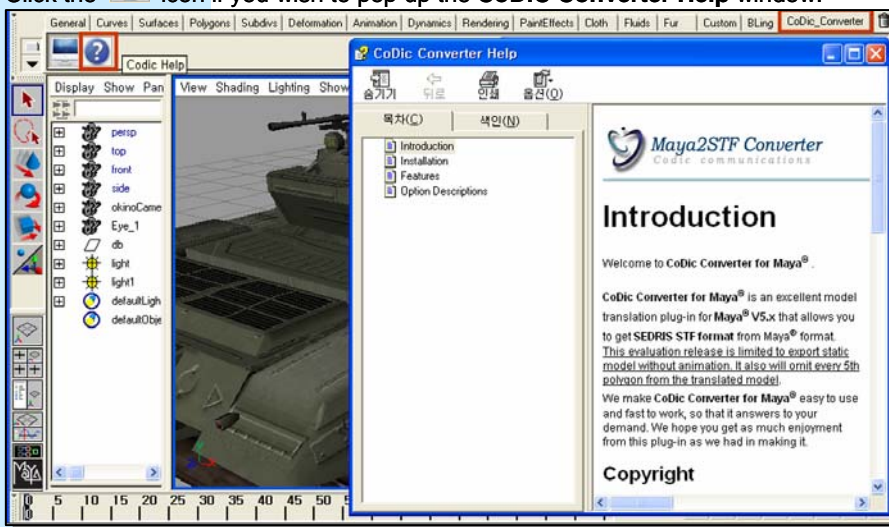 Click the icon if you wish to pop up the CoDic Converter Help window.
General Curves Surfaces Polygons Subdivs Deformation Animation Dynamics Rendering PaintEffects Cloth Fluids Fur Custom BLing CoDic_Converter
Codic Help
Display Show Pan
View Shading Lighting Show
persp
top
front
side
okinoCame
Eye_1
db
light
light1
defaultLigh
defaultObje
MAYA
5 10 15 20 25 30 35 40 45 50
CoDic Converter Help
숨기기 뒤로 인쇄 옵션(O)
목차(C) 색인(N)
Introduction
Installation
Features
Option Descriptions
Maya2STF Converter
Codic communications
Introduction
Welcome to CoDic Converter for Maya® .
CoDic Converter for Maya® is an excellent model
translation plug-in for Maya® V5.x that allows you
to get SEDRIS STF format from Maya® format.
This evaluation release is limited to export static
model without animation. It also will omit every 5th
polygon from the translated model.
We make CoDic Converter for Maya® easy to use
and fast to work, so that it answers to your
demand. We hope you get as much enjoyment
from this plug-in as we had in making it.
Copyright